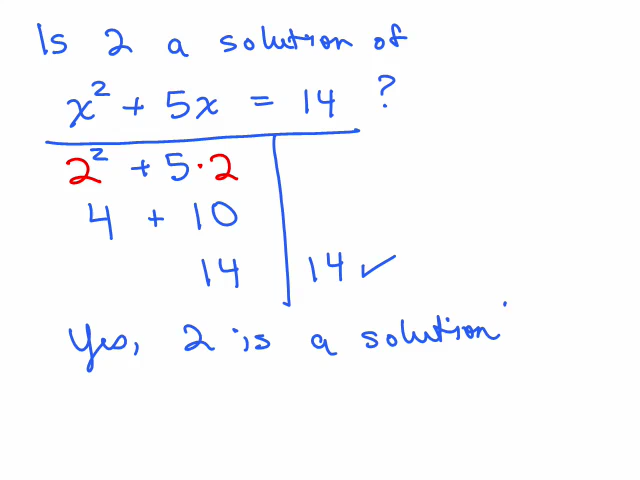 Is 2 a solution of
x² + 5x = 14 ?
2² + 5·2
4 + 10
14 14 ✓
Yes, 2 is a solution.